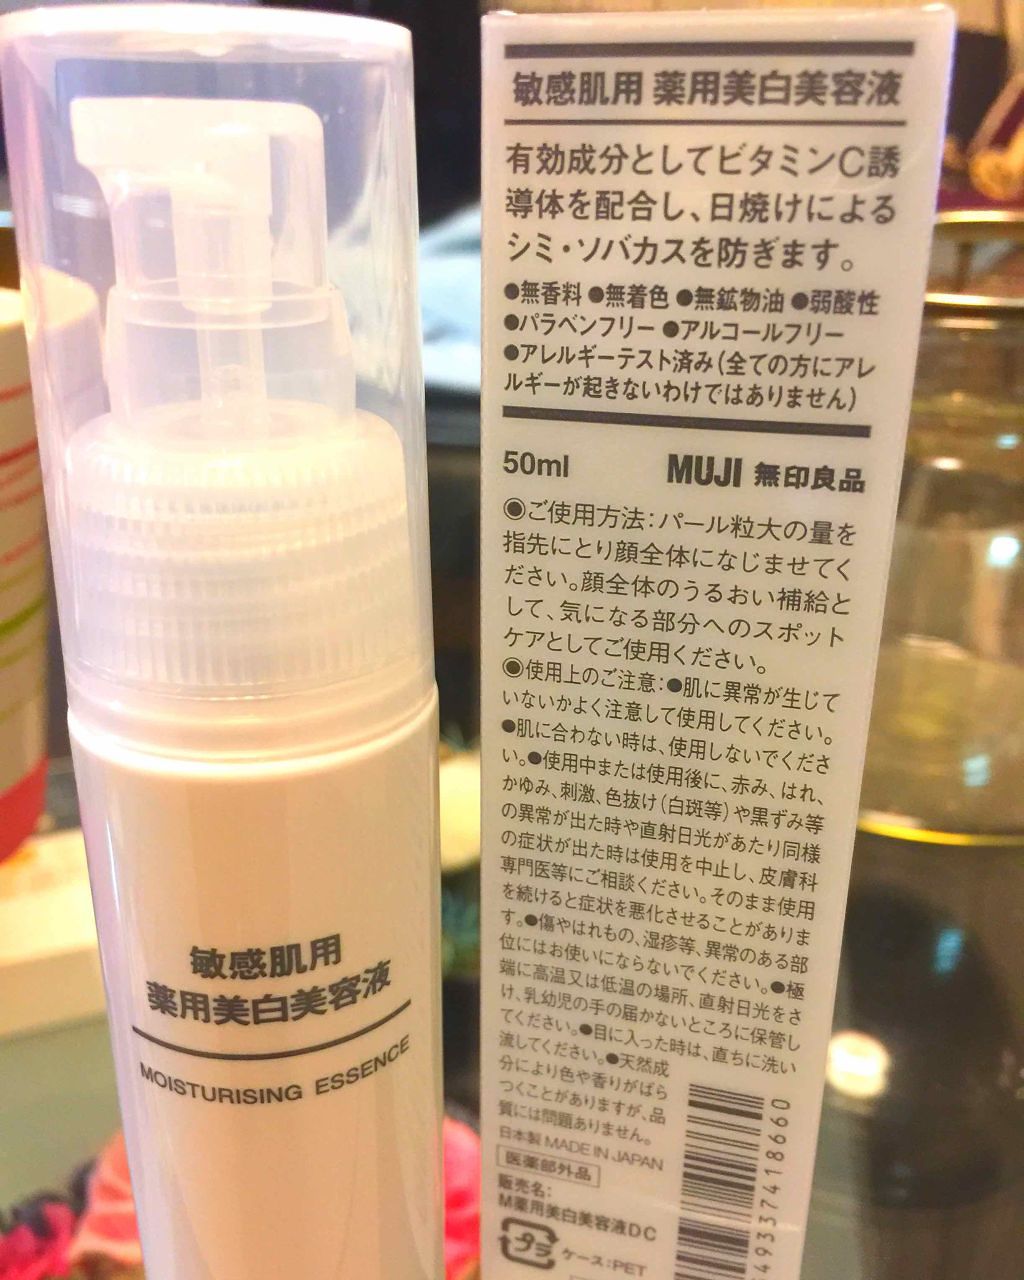 敏感肌用
薬用美白美容液
MOISTURISING ESSENCE
敏感肌用 薬用美白美容液
有効成分としてビタミンC誘
導体を配合し、日焼けによる
シミ・ソバカスを防ぎます。
●無香料 ●無着色 ●無鉱物油 ●弱酸性
●パラベンフリー ●アルコールフリー
●アレルギーテスト済み(全ての方にアレ
ルギーが起きないわけではありません)
50ml MUJI 無印良品
◉ご使用方法:パール粒大の量を
指先にとり顔全体になじませてく
ださい。顔全体のうるおい補給と
して、気になる部分へのスポット
ケアとしてご使用ください。
◉使用上のご注意:●肌に異常が生じて
いないかよく注意して使用してください。
●肌に合わない時は、使用しないでくださ
い。●使用中または使用後に、赤み、はれ、
かゆみ、刺激、色抜け(白斑等)や黒ずみ等
の異常が出た時や直射日光があたり同様
の症状が出た時は使用を中止し、皮膚科
専門医等にご相談ください。そのまま使用
を続けると症状を悪化させることがありま
す。●傷やはれもの、湿疹等、異常のある部
位にはお使いにならないでください。●極
端に高温又は低温の場所、直射日光をさ
け、乳幼児の手の届かないところに保管し
てください。●目に入った時は、直ちに洗い
流してください。●天然成
分により色や香りがばら
つくことがありますが、品
質には問題ありません。
日本製 MADE IN JAPAN
医薬部外品
販売名:
M薬用美白美容液DC
プラ ケース:PET
4933741866​0